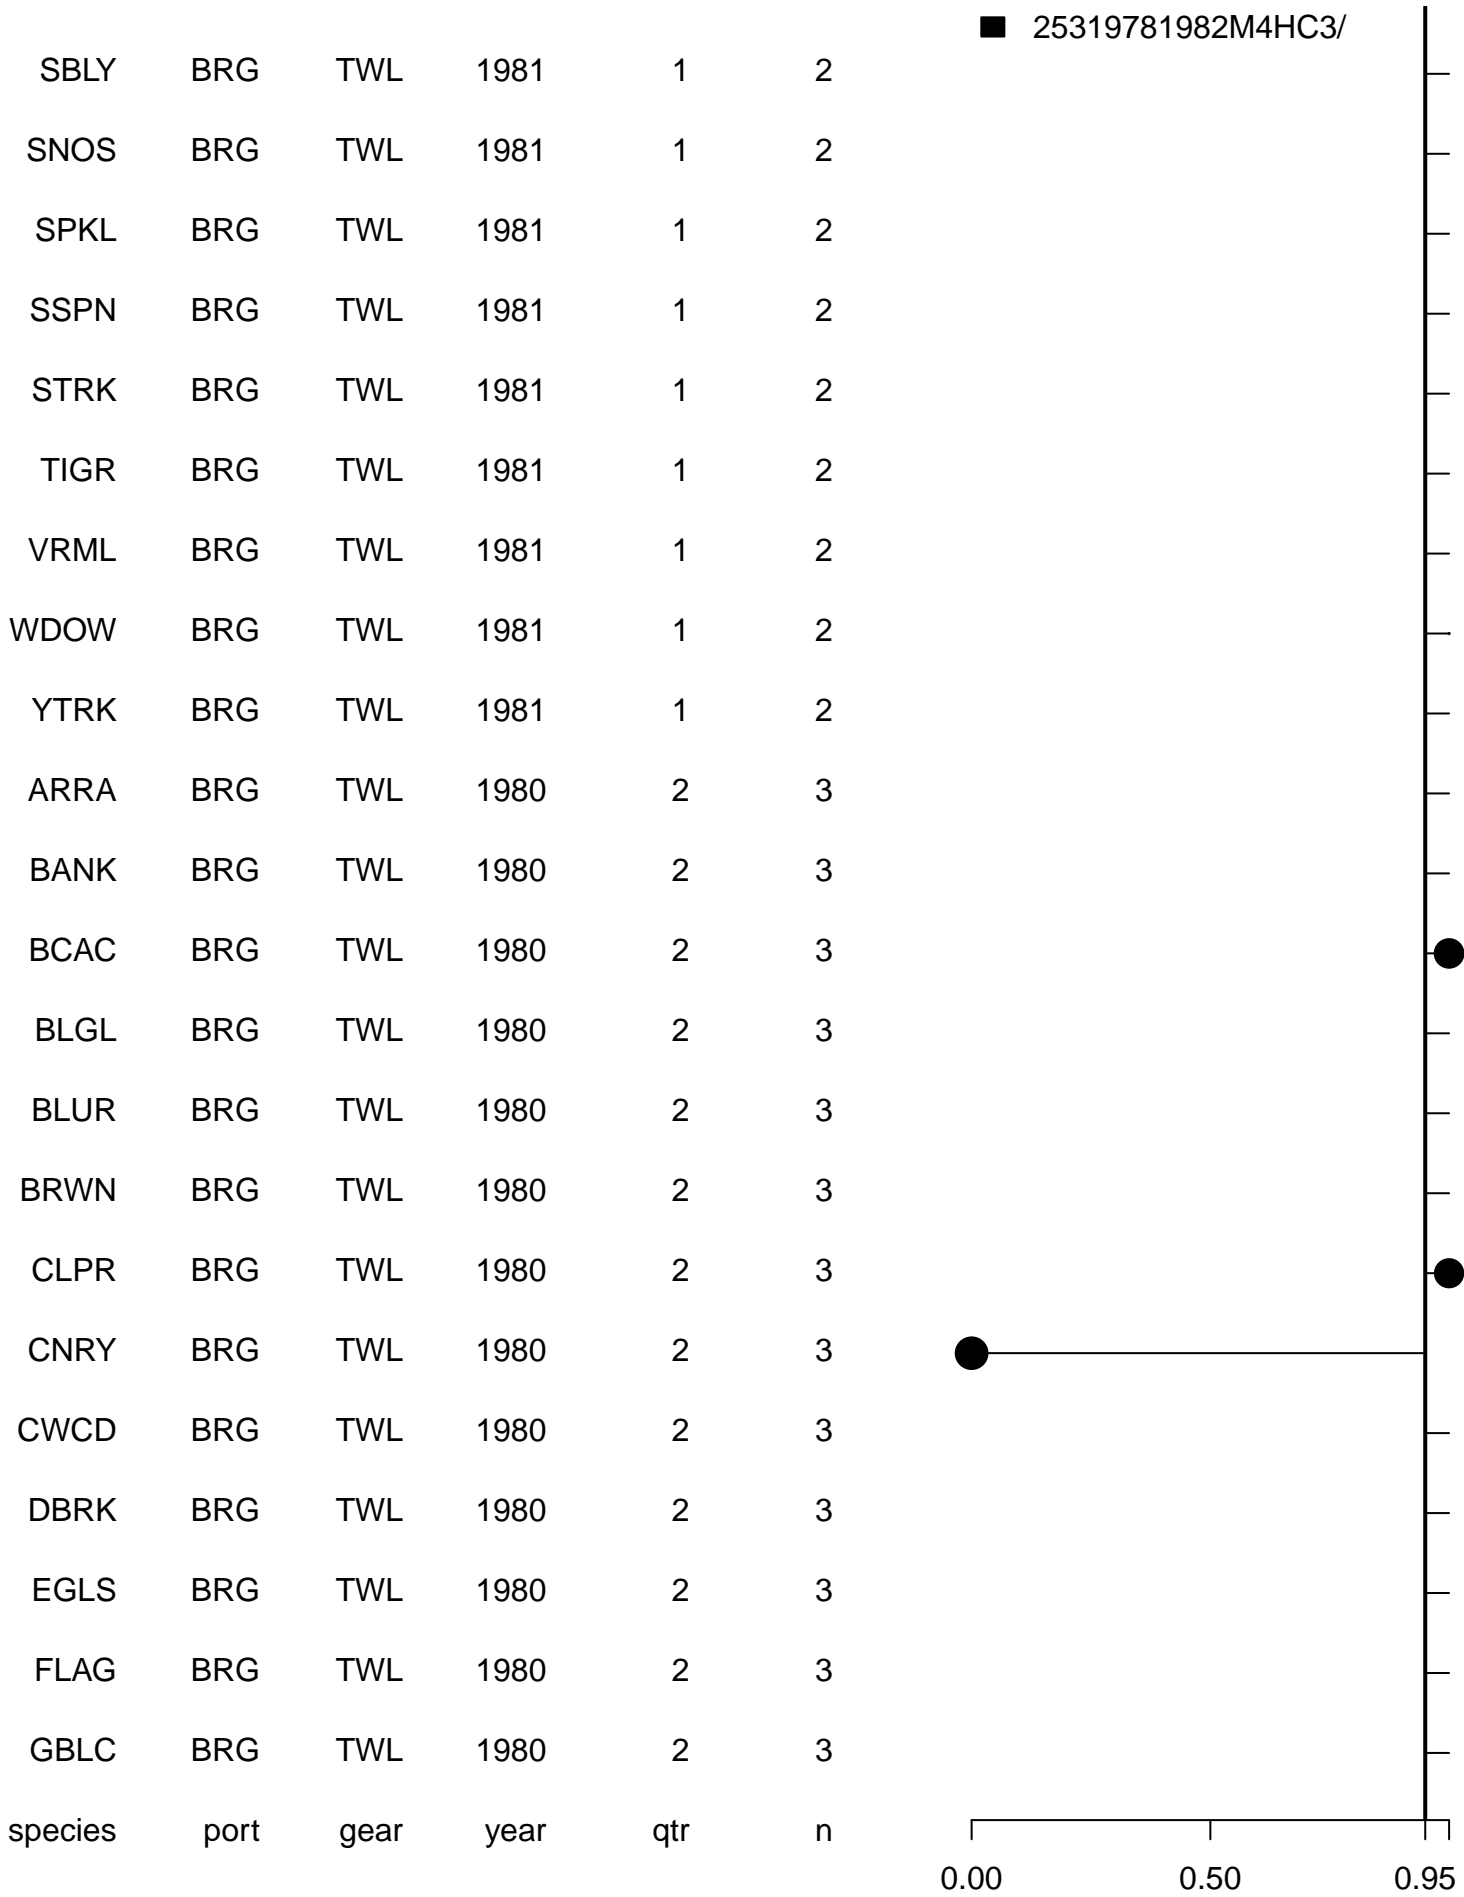 25319781982M4HC3/
SBLY BRG TWL 1981 1 2
SNOS BRG TWL 1981 1 2
SPKL BRG TWL 1981 1 2
SSPN BRG TWL 1981 1 2
STRK BRG TWL 1981 1 2
TIGR BRG TWL 1981 1 2
VRML BRG TWL 1981 1 2
WDOW BRG TWL 1981 1 2
YTRK BRG TWL 1981 1 2
ARRA BRG TWL 1980 2 3
BANK BRG TWL 1980 2 3
BCAC BRG TWL 1980 2 3
BLGL BRG TWL 1980 2 3
BLUR BRG TWL 1980 2 3
BRWN BRG TWL 1980 2 3
CLPR BRG TWL 1980 2 3
CNRY BRG TWL 1980 2 3
CWCD BRG TWL 1980 2 3
DBRK BRG TWL 1980 2 3
EGLS BRG TWL 1980 2 3
FLAG BRG TWL 1980 2 3
GBLC BRG TWL 1980 2 3
species port gear year qtr n
0.00 0.50 0.95